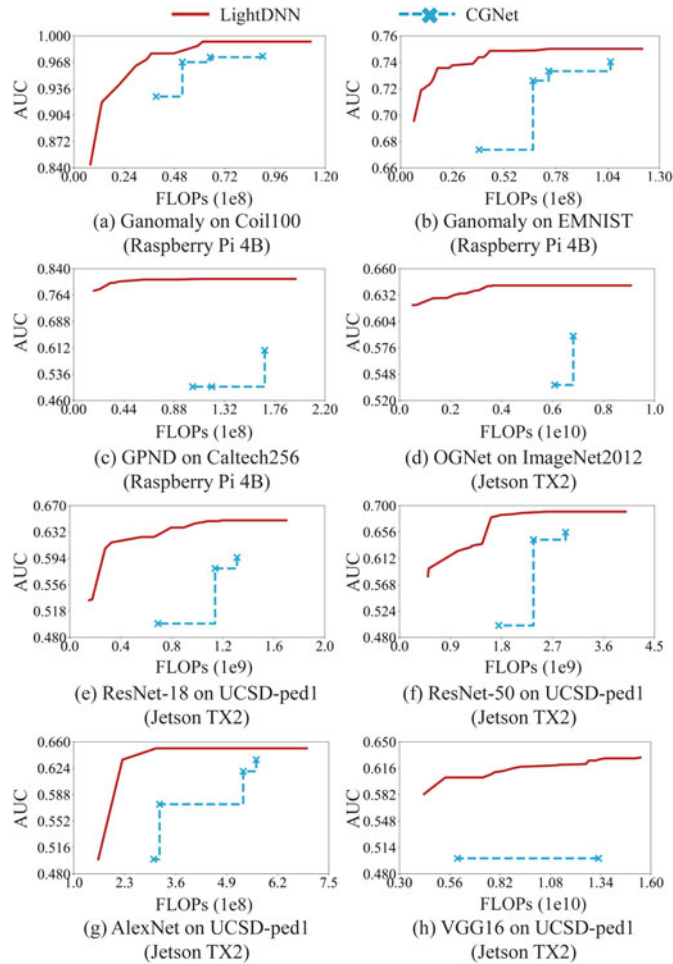 LightDNN CGNet
1.000 0.968 0.936 0.904 0.872 0.840
AUC
0.00 0.24 0.48 0.72 0.96 1.20
FLOPs (1e8)
(a) Ganomaly on Coil100
(Raspberry Pi 4B)
0.76 0.74 0.72 0.70 0.68 0.66
AUC
0.00 0.26 0.52 0.78 1.04 1.30
FLOPs (1e8)
(b) Ganomaly on EMNIST
(Raspberry Pi 4B)
0.840 0.764 0.688 0.612 0.536 0.460
AUC
0.00 0.44 0.88 1.32 1.76 2.20
FLOPs (1e8)
(c) GPND on Caltech256
(Raspberry Pi 4B)
0.660 0.632 0.604 0.576 0.548 0.520
AUC
0.0 0.2 0.4 0.6 0.8 1.0
FLOPs (1e10)
(d) OGNet on ImageNet2012
(Jetson TX2)
0.670 0.632 0.594 0.556 0.518 0.480
AUC
0.0 0.4 0.8 1.2 1.6 2.0
FLOPs (1e9)
(e) ResNet-18 on UCSD-ped1
(Jetson TX2)
0.700 0.656 0.612 0.568 0.524 0.480
AUC
0.0 0.9 1.8 2.7 3.6 4.5
FLOPs (1e9)
(f) ResNet-50 on UCSD-ped1
(Jetson TX2)
0.660 0.624 0.588 0.552 0.516 0.480
AUC
1.0 2.3 3.6 4.9 6.2 7.5
FLOPs (1e8)
(g) AlexNet on UCSD-ped1
(Jetson TX2)
0.650 0.616 0.582 0.548 0.514 0.480
AUC
0.30 0.56 0.82 1.08 1.34 1.60
FLOPs (1e10)
(h) VGG16 on UCSD-ped1
(Jetson TX2)